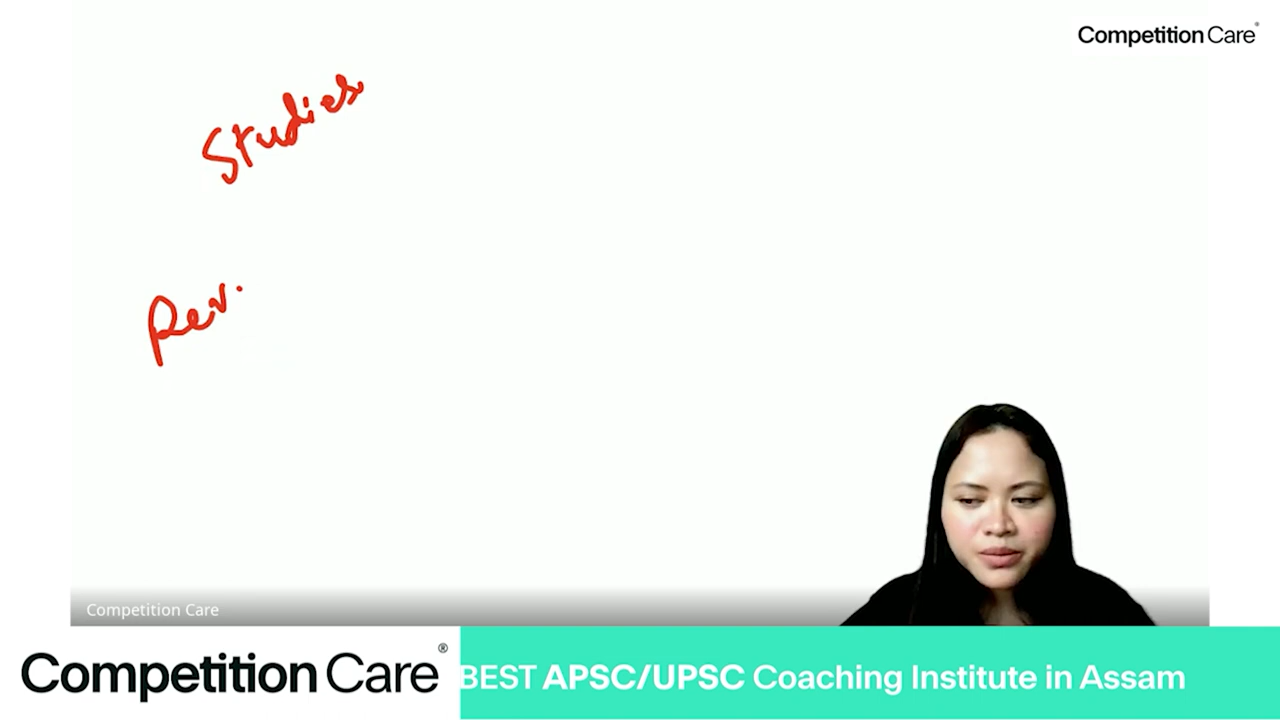 Competition Care®
Studies
Rev.
Competition Care
Competition Care®
BEST APSC/UPSC Coaching Institute in Assam